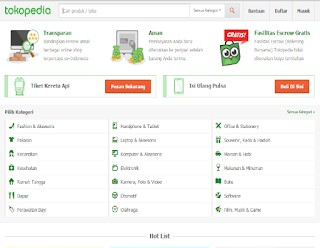 tokopedia
Cari produk / toko
Semua Kategori
Bantuan
Daftar
Masuk
Transparan
Aman
GRATIS!
Fasilitas Escrow Gratis
Tiket Kereta Api
Pesan Sekarang
Isi Ulang Pulsa
Beli Di Sini
Pilih Kategori
Semua Kategori
Fashion & Aksesoris
Handphone & Tablet
Office & Stationery
Pakaian
Laptop & Aksesoris
Souvenir, Kado & Hadiah
Kecantikan
Komputer & Aksesoris
Mainan & Hobi
Kesehatan
Elektronik
Makanan & Minuman
Rumah Tangga
Kamera, Foto & Video
Buku
Dapur
Otomotif
Software
Perawatan Bayi
Olahraga
Film, Musik & Game
Hot List